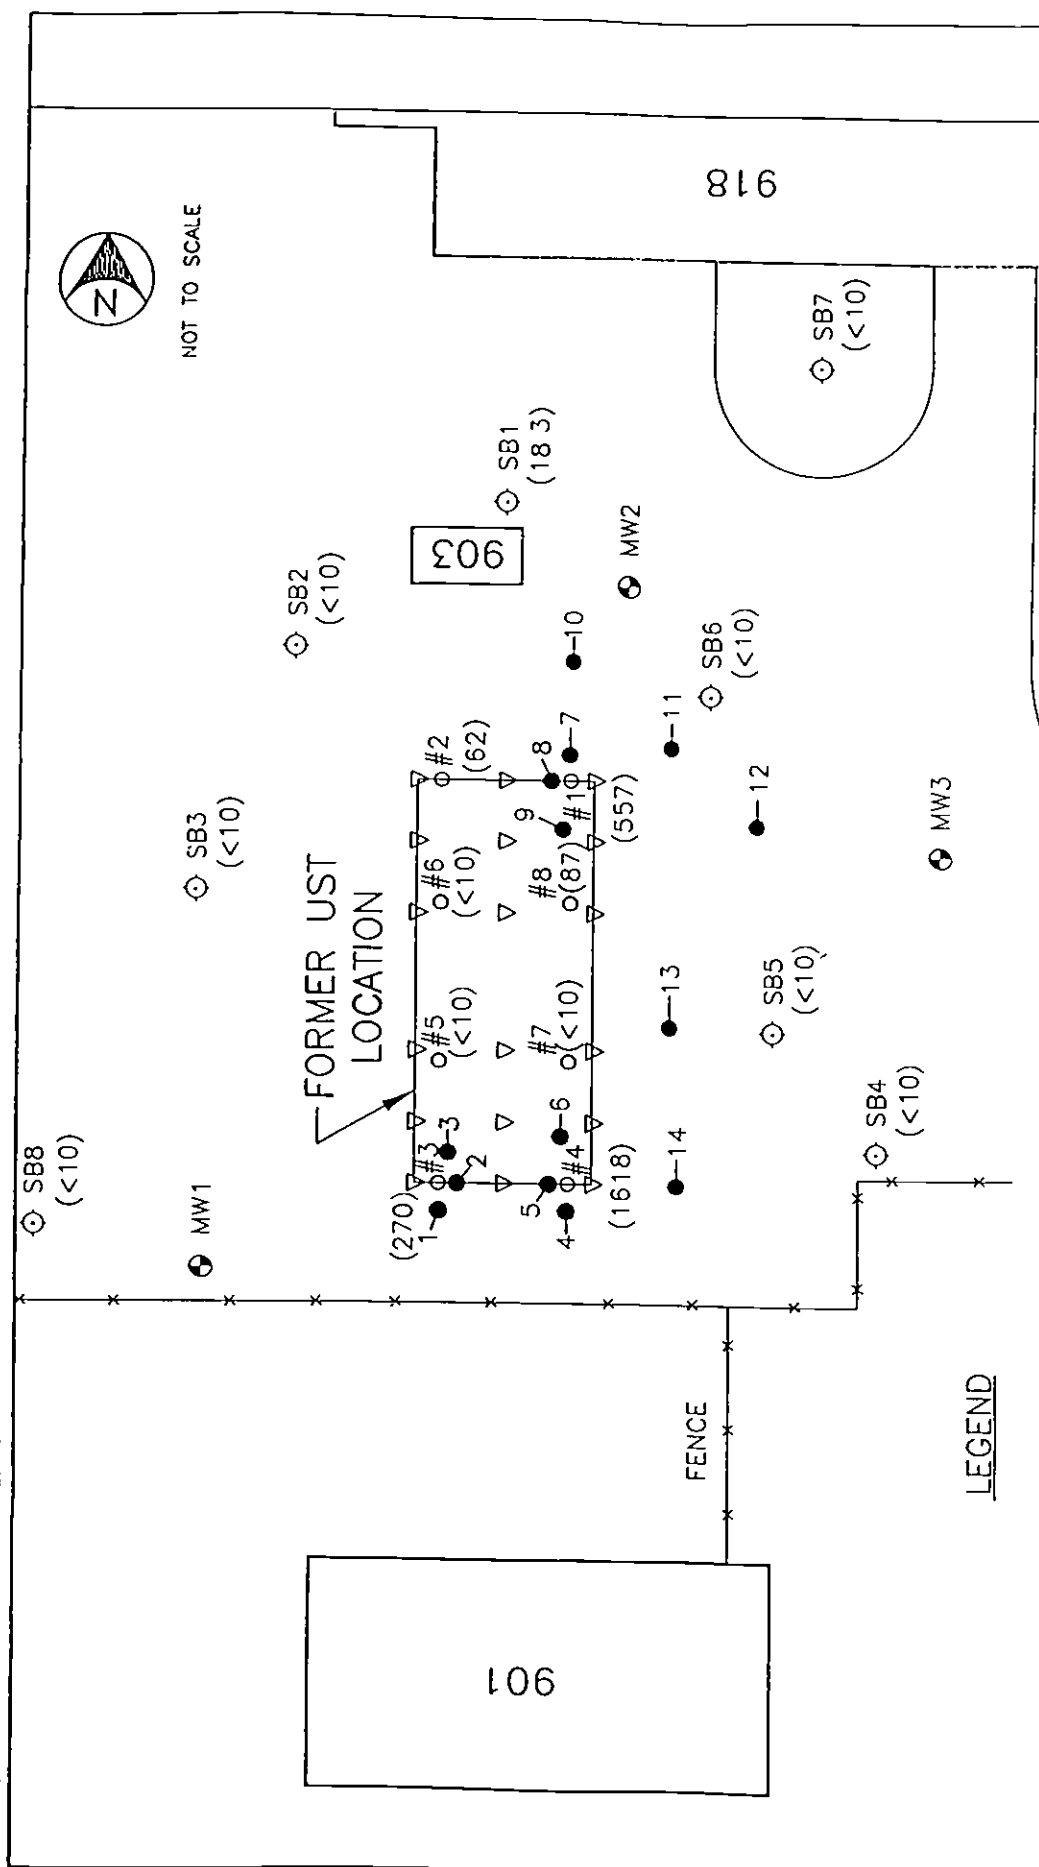 SB8
(<10)
MW1
SB3
(<10)
SB2
(<10)
N
NOT TO SCALE
FORMER UST
LOCATION
(270)
1
#3
3
2
#5
(<10)
#6
(<10)
#2
(62)
903
SB1
(18 3)
5
4
#4
6
(1618)
#7
(<10)
#8
(87)
9
#1
8
7
(557)
10
MW2
918
14
13
11
12
SB6
(<10)
SB5
(<10)
SB4
(<10)
MW3
SB7
(<10)
901
FENCE
LEGEND